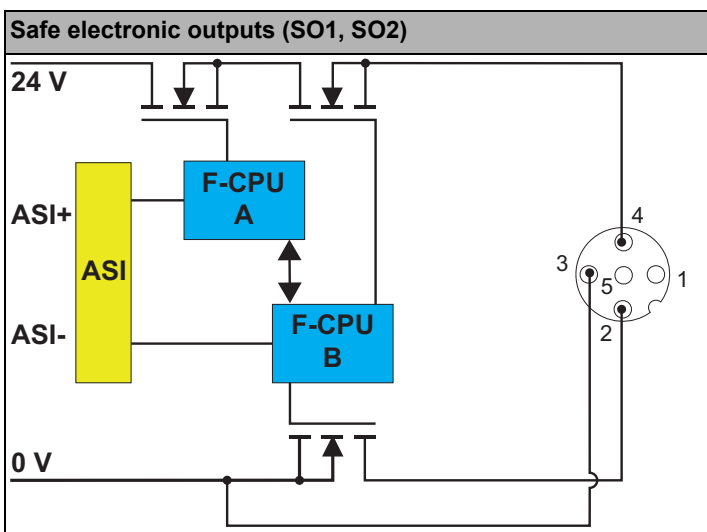 Safe electronic outputs (SO1, SO2)
24 V
F-CPU
A
ASI+
ASI
ASI-
F-CPU
B
0 V
4
3
5
1
2